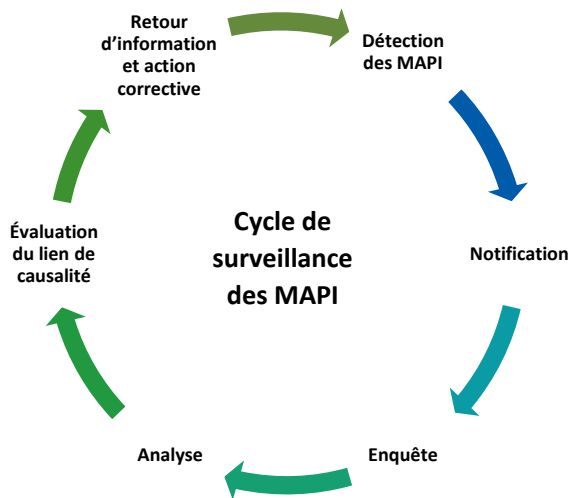 Retour
d'information
et action
corrective
Détection
des MAPI
Notification
Enquête
Analyse
Évaluation
du lien de
causalité
Cycle de
surveillance
des MAPI